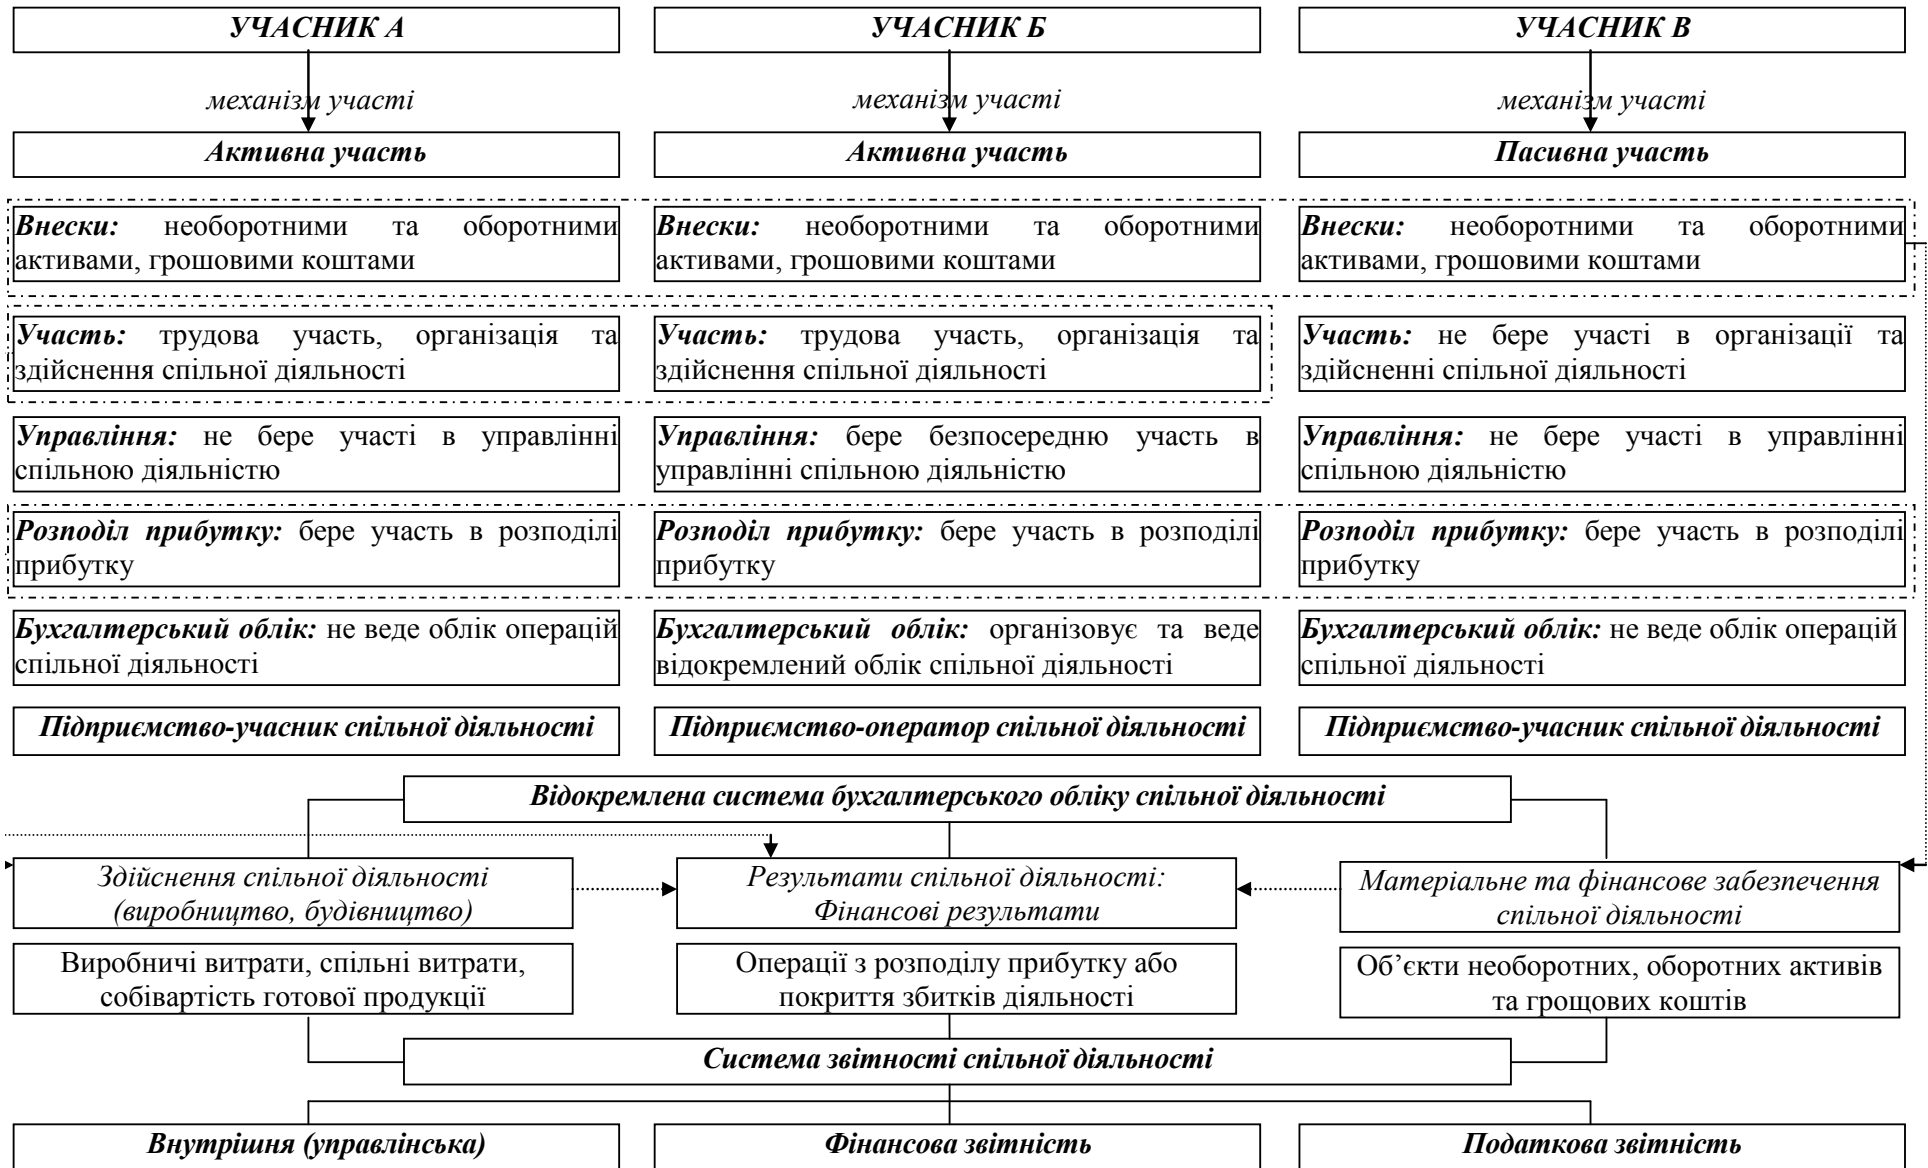 УЧАСНИК А
УЧАСНИК Б
УЧАСНИК В
механізм участі
механізм участі
механізм участі
Активна участь
Активна участь
Пасивна участь
Внески: необоротними та оборотними
активами, грошовими коштами
Внески: необоротними та оборотними
активами, грошовими коштами
Внески: необоротними та оборотними
активами, грошовими коштами
Участь: трудова участь, організація та
здійснення спільної діяльності
Участь: трудова участь, організація та
здійснення спільної діяльності
Участь: не бере участі в організації та
здійсненні спільної діяльності
Управління: не бере участі в управлінні
спільною діяльністю
Управління: бере безпосередню участь в
управлінні спільною діяльністю
Управління: не бере участі в управлінні
спільною діяльністю
Розподіл прибутку: бере участь в розподілі
прибутку
Розподіл прибутку: бере участь в розподілі
прибутку
Розподіл прибутку: бере участь в розподілі
прибутку
Бухгалтерський облік: не веде облік операцій
спільної діяльності
Бухгалтерський облік: організовує та веде
відокремлений облік спільної діяльності
Бухгалтерський облік: не веде облік операцій
спільної діяльності
Підприємство-учасник спільної діяльності
Підприємство-оператор спільної діяльності
Підприємство-учасник спільної діяльності
Відокремлена система бухгалтерського обліку спільної діяльності
Здійснення спільної діяльності
(виробництво, будівництво)
Результати спільної діяльності:
Фінансові результати
Матеріальне та фінансове забезпечення
спільної діяльності
Виробничі витрати, спільні витрати,
собівартість готової продукції
Операції з розподілу прибутку або
покриття збитків діяльності
Об’єкти необоротних, оборотних активів
та грощових коштів
Система звітності спільної діяльності
Внутрішня (управлінська)
Фінансова звітність
Податкова звітність